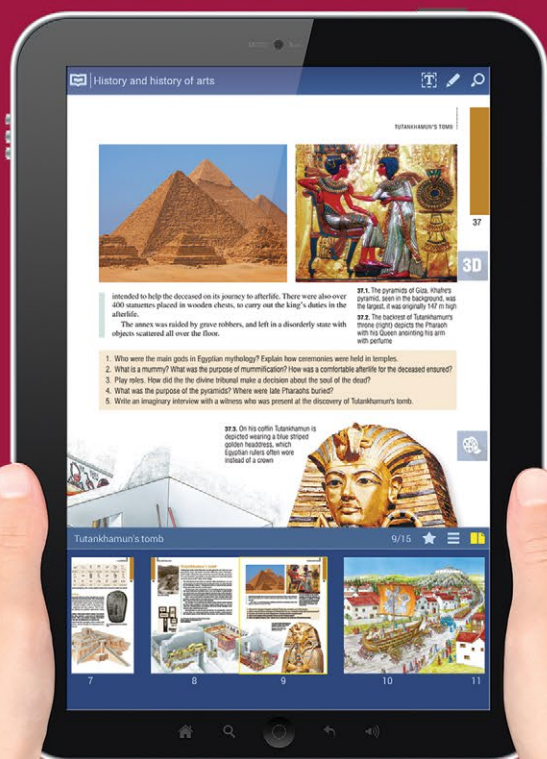 History and history of arts
TUTANKHAMUN'S TOMB
37
3D
37.1. The pyramids of Giza, Khafre's
pyramid, seen in the background, was
the largest, it was originally 147 m high
37.2. The backrest of Tutankhamun's
throne (right) depicts the Pharaoh
with his Queen anointing his arm
with perfume
intended to help the deceased on its journey to afterlife. There were also over
400 statuettes placed in wooden chests, to carry out the king's duties in the
afterlife.
The annex was raided by grave robbers, and left in a disorderly state with
objects scattered all over the floor.
1. Who were the main gods in Egyptian mythology? Explain how ceremonies were held in temples.
2. What is a mummy? What was the purpose of mummification? How was a comfortable afterlife for the deceased ensured?
3. Play roles. How did the the divine tribunal make a decision about the soul of the dead?
4. What was the purpose of the pyramids? Where were late Pharaohs buried?
5. Write an imaginary interview with a witness who was present at the discovery of Tutankhamun's tomb.
37.3. On his coffin Tutankhamun is
depicted wearing a blue striped
golden headdress, which
Egyptian rulers often wore
instead of a crown
Tutankhamun's tomb
9/15
7
8
9
10
11